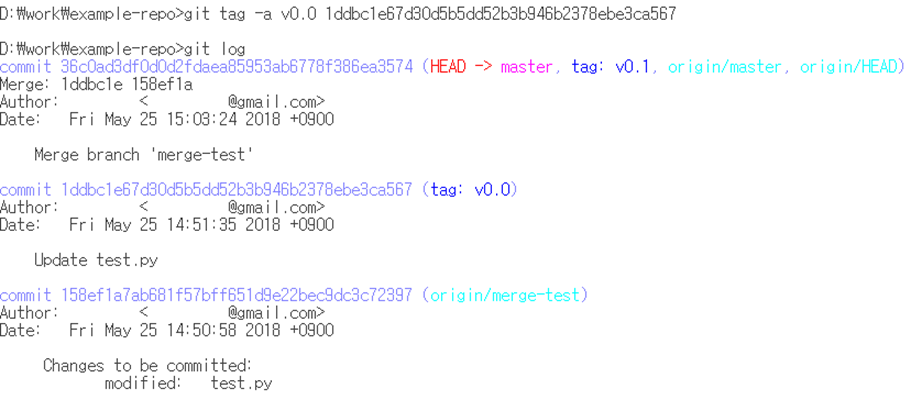 D:₩work₩example-repo>git tag -a v0.0 1ddbc1e67d30d5b5dd52b3b946b2378ebe3ca567
D:₩work₩example-repo>git log
commit 36c0ad3df0d0d2fdaea85953ab6778f386ea3574 (HEAD -> master, tag: v0.1, origin/master, origin/HEAD)
Merge: 1ddbc1e 158ef1a
Author: < @gmail.com>
Date: Fri May 25 15:03:24 2018 +0900
Merge branch 'merge-test'
commit 1ddbc1e67d30d5b5dd52b3b946b2378ebe3ca567 (tag: v0.0)
Author: < @gmail.com>
Date: Fri May 25 14:51:35 2018 +0900
Update test.py
commit 158ef1a7ab681f57bff651d9e22bec9dc3c72397 (origin/merge-test)
Author: < @gmail.com>
Date: Fri May 25 14:50:58 2018 +0900
Changes to be committed:
modified: test.py